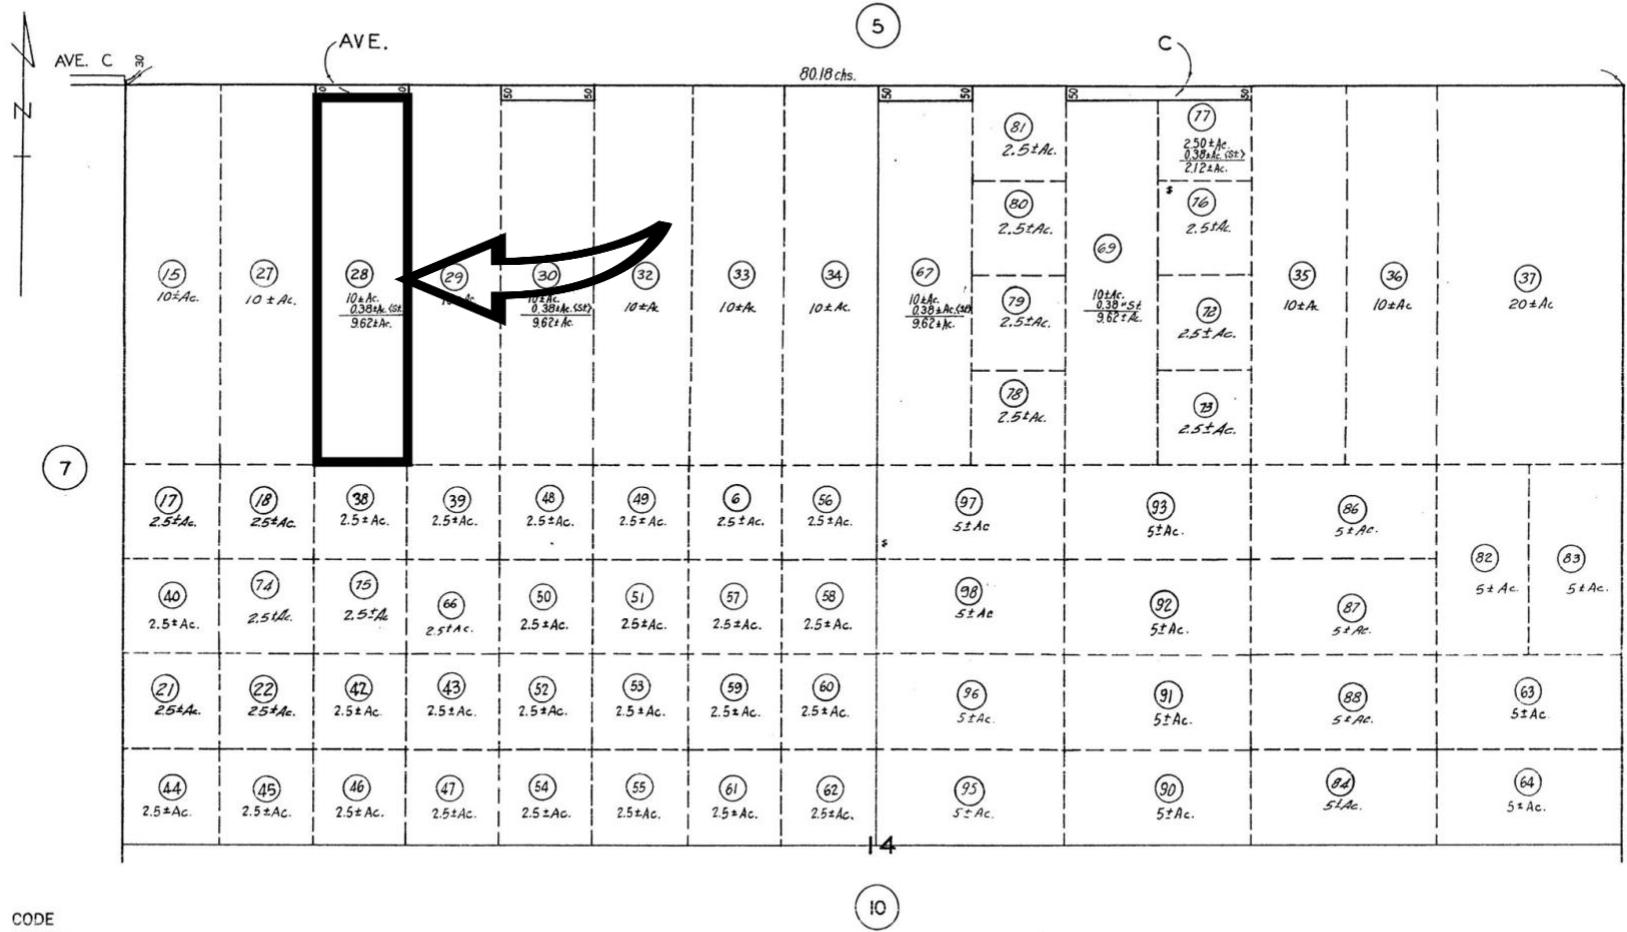 5
AVE.
C
AVE. C
30
80.18 chs.
N
50
50
50
50
50
50
81
2.5±Ac.
77
2.50±Ac.
0.38±Ac.(St)
2.12±Ac.
80
2.5±Ac.
76
2.5±Ac.
15
10±Ac.
27
10±Ac.
28
10±Ac.
0.38±Ac.(St.
9.62±Ac.
29
30
10±Ac.
0.38±Ac.(St)
9.62±Ac.
32
10±Ac
33
10±Ac
34
10±Ac.
67
10±Ac.
0.38±Ac.(St)
9.62±Ac.
79
2.5±Ac.
69
10±Ac.
0.38 " St
9.62±Ac.
72
2.5±Ac.
35
10±Ac
36
10±Ac
37
20±Ac
78
2.5±Ac.
73
2.5±Ac.
7
17
2.5±Ac.
18
2.5±Ac.
38
2.5±Ac.
39
2.5±Ac.
48
2.5±Ac.
49
2.5±Ac.
6
2.5±Ac.
56
2.5±Ac.
97
5±Ac
93
5±Ac.
86
5±Ac.
82
5±Ac.
83
5±Ac.
40
2.5±Ac.
74
2.5±Ac.
75
2.5±Ac
66
2.5±Ac.
50
2.5±Ac.
51
2.5±Ac.
57
2.5±Ac.
58
2.5±Ac.
98
5±Ac
92
5±Ac.
87
5±Ac.
21
2.5±Ac.
22
2.5±Ac.
42
2.5±Ac.
43
2.5±Ac.
52
2.5±Ac.
53
2.5±Ac.
59
2.5±Ac.
60
2.5±Ac.
96
5±Ac.
91
5±Ac.
88
5±Ac.
63
5±Ac.
44
2.5±Ac.
45
2.5±Ac.
46
2.5±Ac.
47
2.5±Ac.
54
2.5±Ac.
55
2.5±Ac.
61
2.5±Ac.
62
2.5±Ac.
95
5±Ac.
90
5±Ac.
84
5±Ac.
64
5±Ac.
14
10
CODE